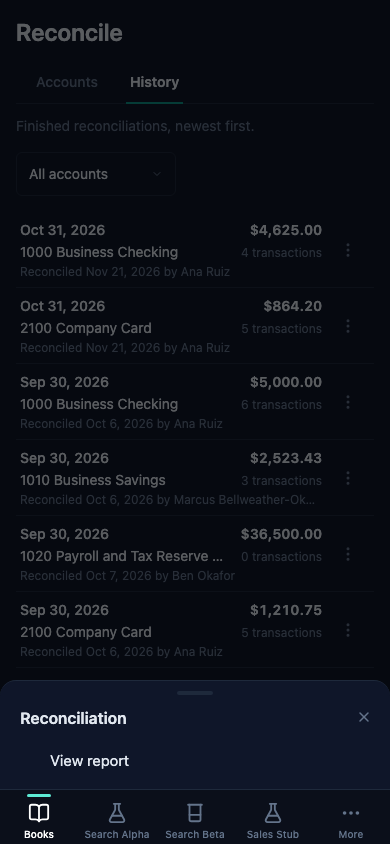 Reconcile
Accounts
History
Finished reconciliations, newest first.
All accounts
Oct 31, 2026
$4,625.00
1000 Business Checking
4 transactions
Reconciled Nov 21, 2026 by Ana Ruiz
Oct 31, 2026
$864.20
2100 Company Card
5 transactions
Reconciled Nov 21, 2026 by Ana Ruiz
Sep 30, 2026
$5,000.00
1000 Business Checking
6 transactions
Reconciled Oct 6, 2026 by Ana Ruiz
Sep 30, 2026
$2,523.43
1010 Business Savings
3 transactions
Reconciled Oct 6, 2026 by Marcus Bellweather-Ok...
Sep 30, 2026
$36,500.00
1020 Payroll and Tax Reserve ...
0 transactions
Reconciled Oct 7, 2026 by Ben Okafor
Sep 30, 2026
$1,210.75
2100 Company Card
5 transactions
Reconciled Oct 6, 2026 by Ana Ruiz
Reconciliation
View report
Books
Search Alpha
Search Beta
Sales Stub
More